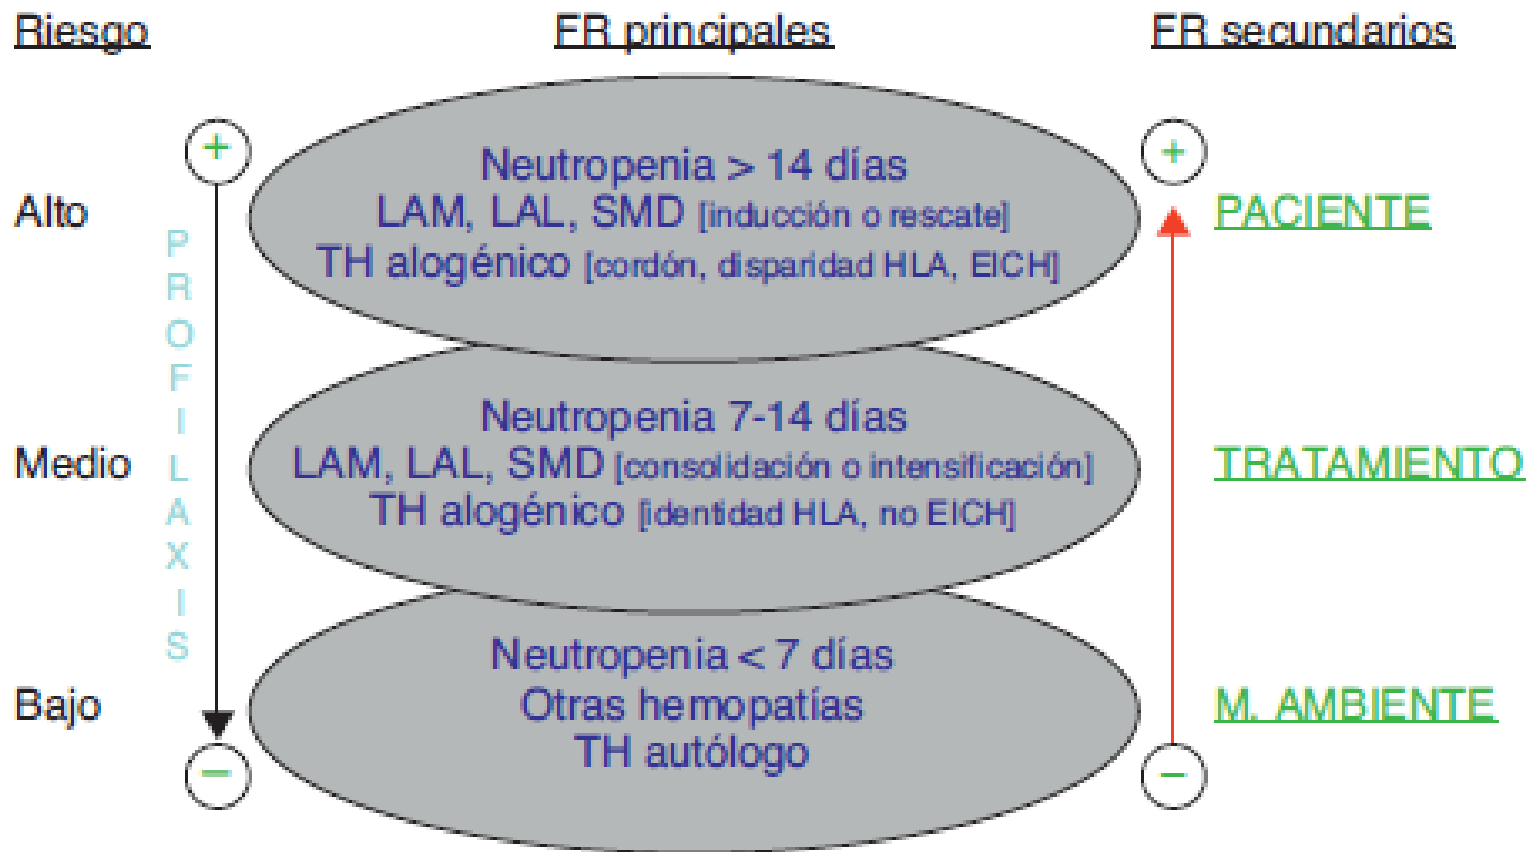 Riesgo
FR principales
FR secundarios
+
Neutropenia > 14 días
+
Alto
LAM, LAL, SMD [inducción o rescate]
PACIENTE
TH alogénico [cordón, disparidad HLA, EICH]
PROFILAXIS
Neutropenia 7-14 días
Medio
LAM, LAL, SMD [consolidación o intensificación]
TRATAMIENTO
TH alogénico [identidad HLA, no EICH]
Neutropenia < 7 días
Bajo
Otras hemopatías
M. AMBIENTE
TH autólogo
−
−